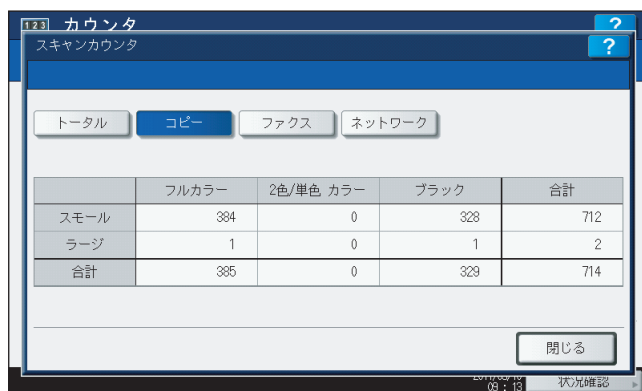 123 カウンタ ?
スキャンカウンタ ?
トータル コピー ファクス ネットワーク
フルカラー 2色/単色 カラー ブラック 合計
スモール 384 0 328 712
ラージ 1 0 1 2
合計 385 0 329 714
閉じる
09 : 13 状況確認